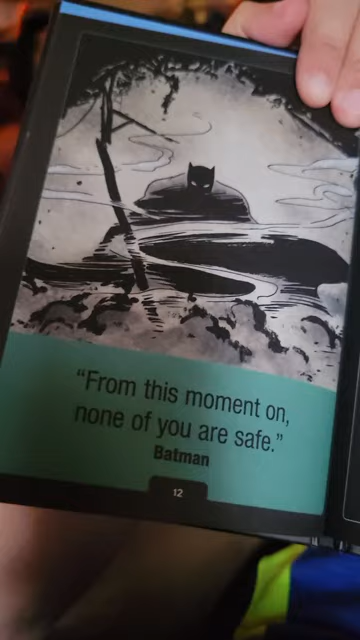 “From this moment on,
none of you are safe.”
Batman
12